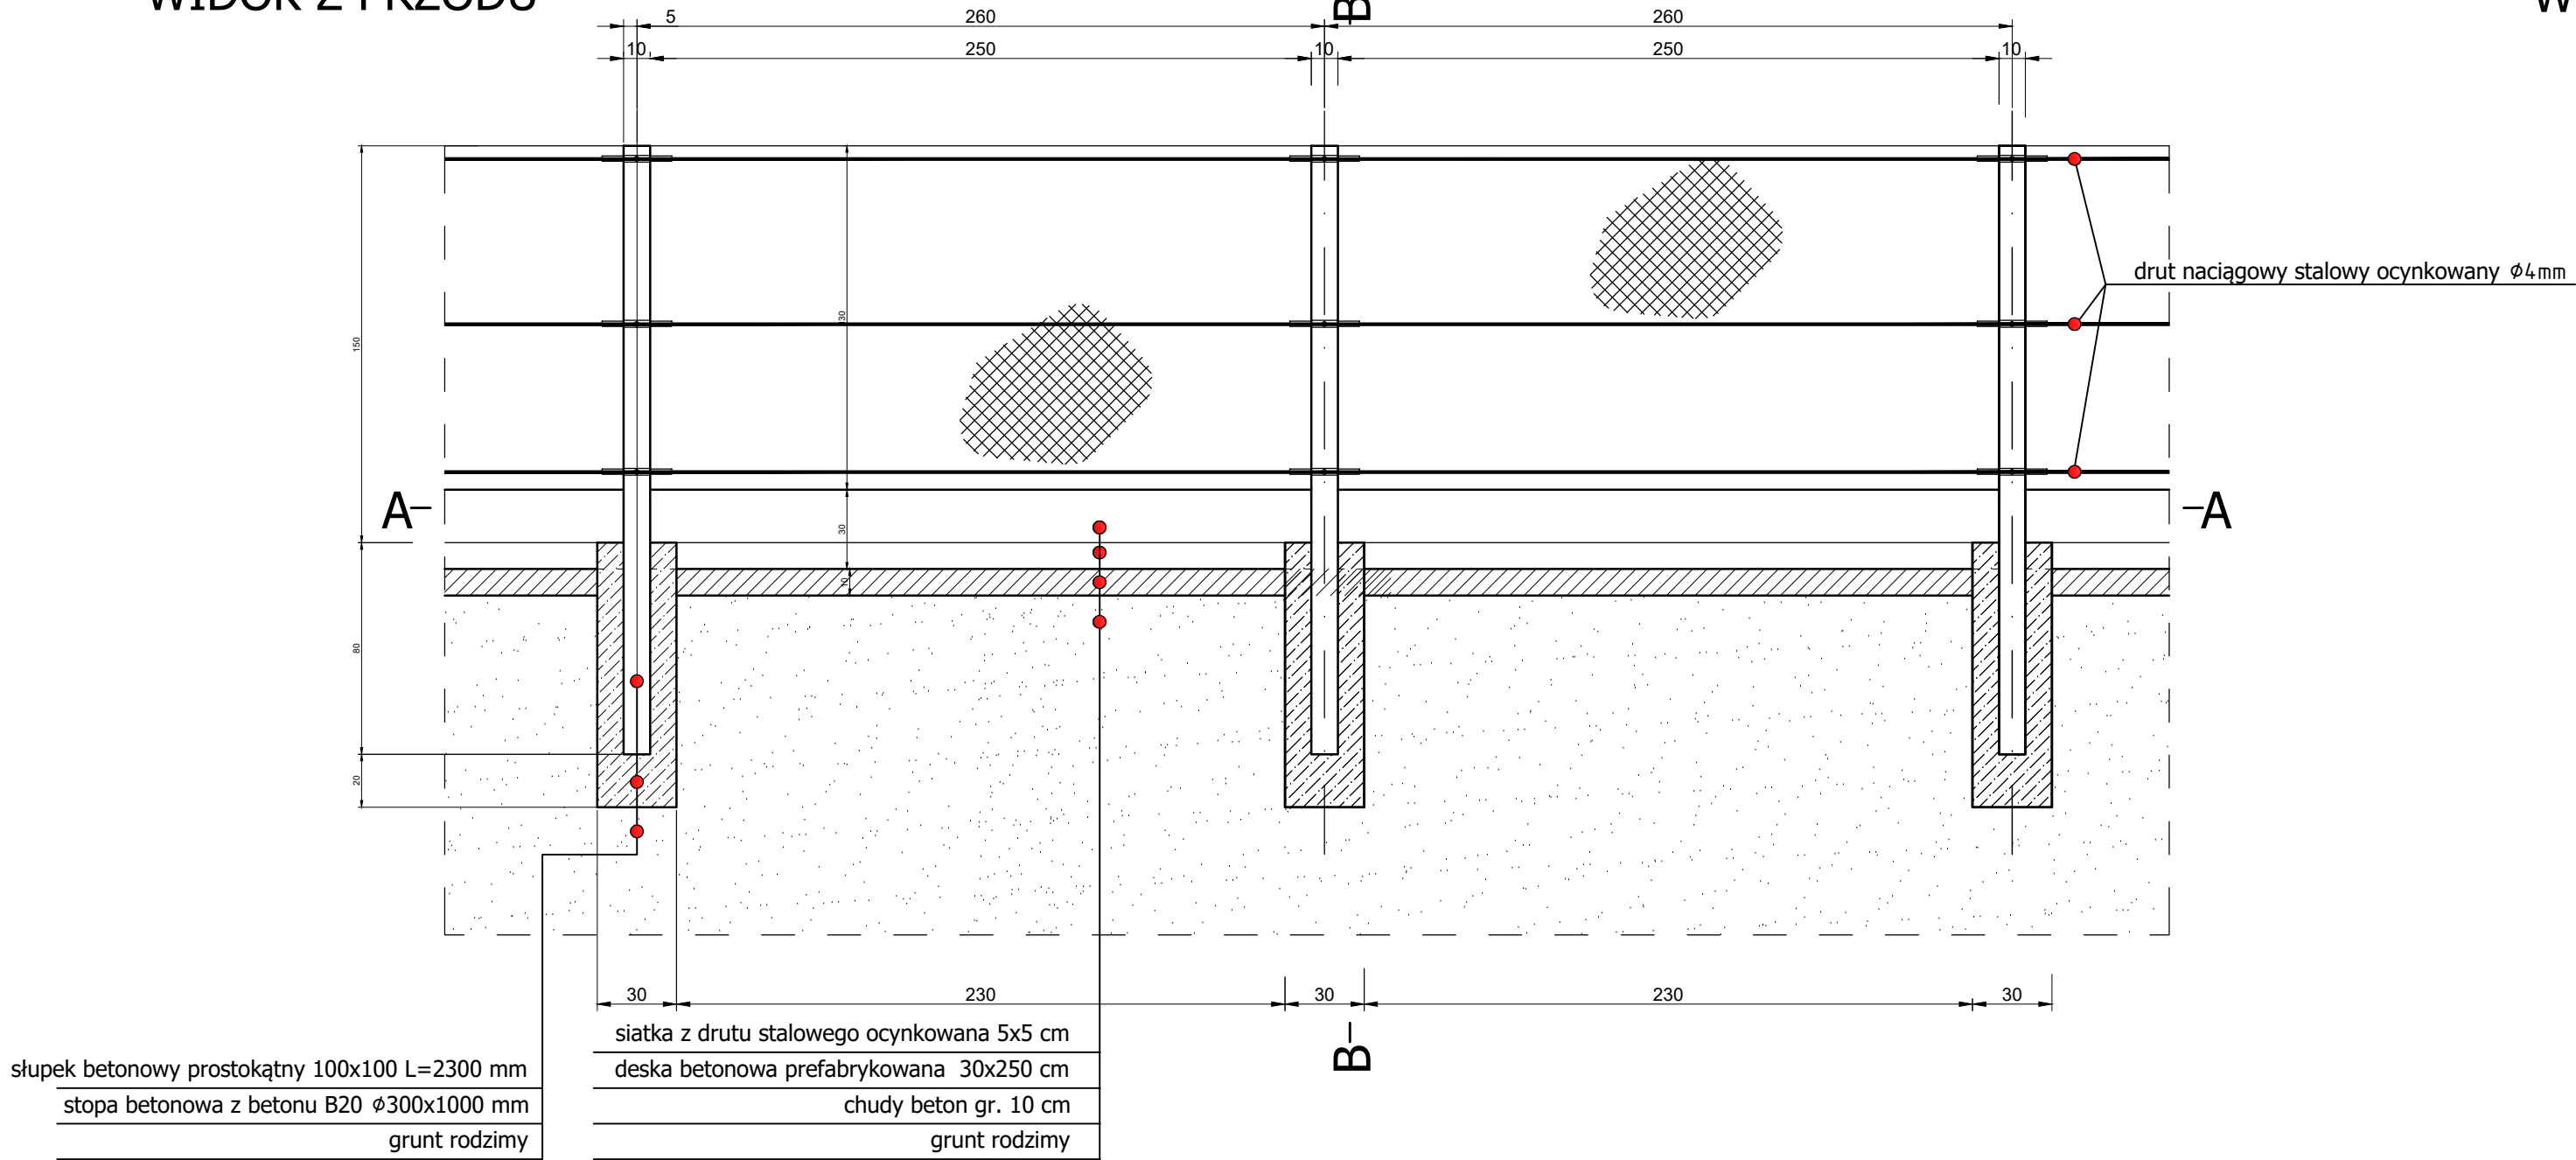 WIDOK Z PRZODU
W
5
260
B
260
10
250
10
250
10
150
130
drut naciągowy stalowy ocynkowany ϕ4mm
A
A
30
10
80
20
30
230
30
230
30
B
siatka z drutu stalowego ocynkowana 5x5 cm
deska betonowa prefabrykowana 30x250 cm
chudy beton gr. 10 cm
grunt rodzimy
słupek betonowy prostokątny 100x100 L=2300 mm
stopa betonowa z betonu B20 ϕ300x1000 mm
grunt rodzimy